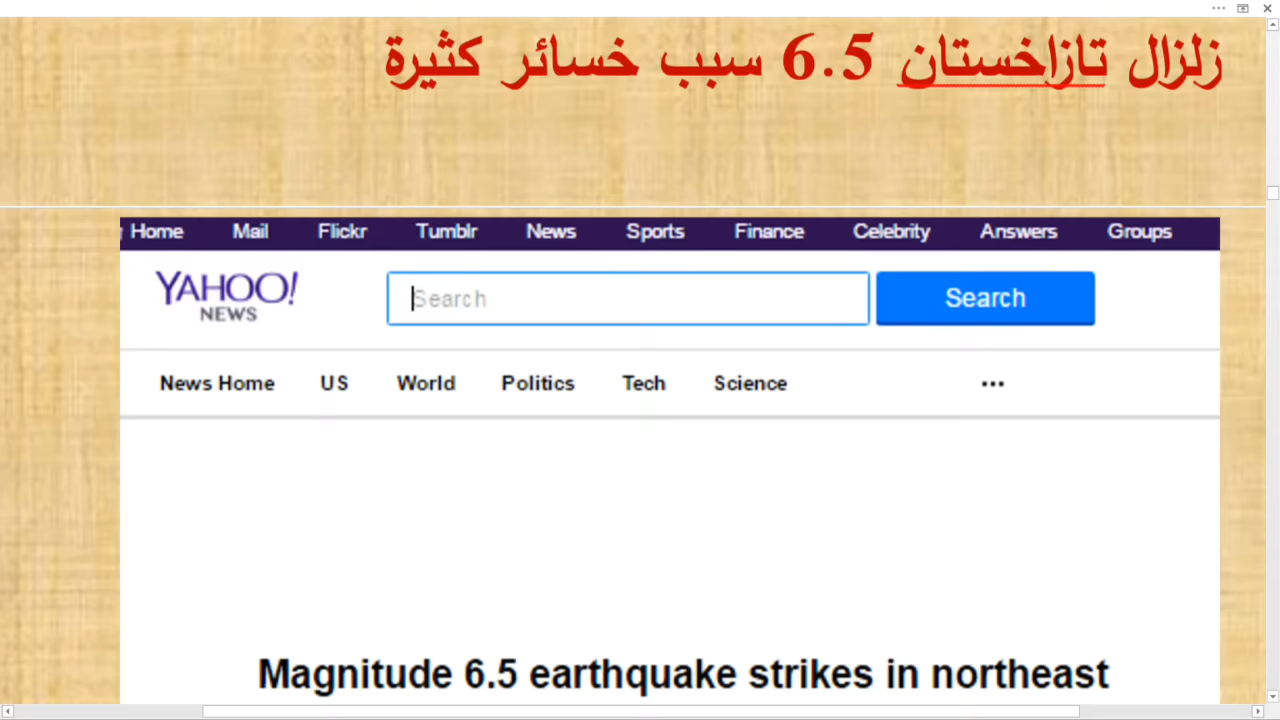 زلزال تازاخستان 6.5 سبب خسائر كثيرة
Home Mail Flickr Tumblr News Sports Finance Celebrity Answers Groups
YAHOO!
NEWS
Search
Search
News Home US World Politics Tech Science ...
Magnitude 6.5 earthquake strikes in northeast